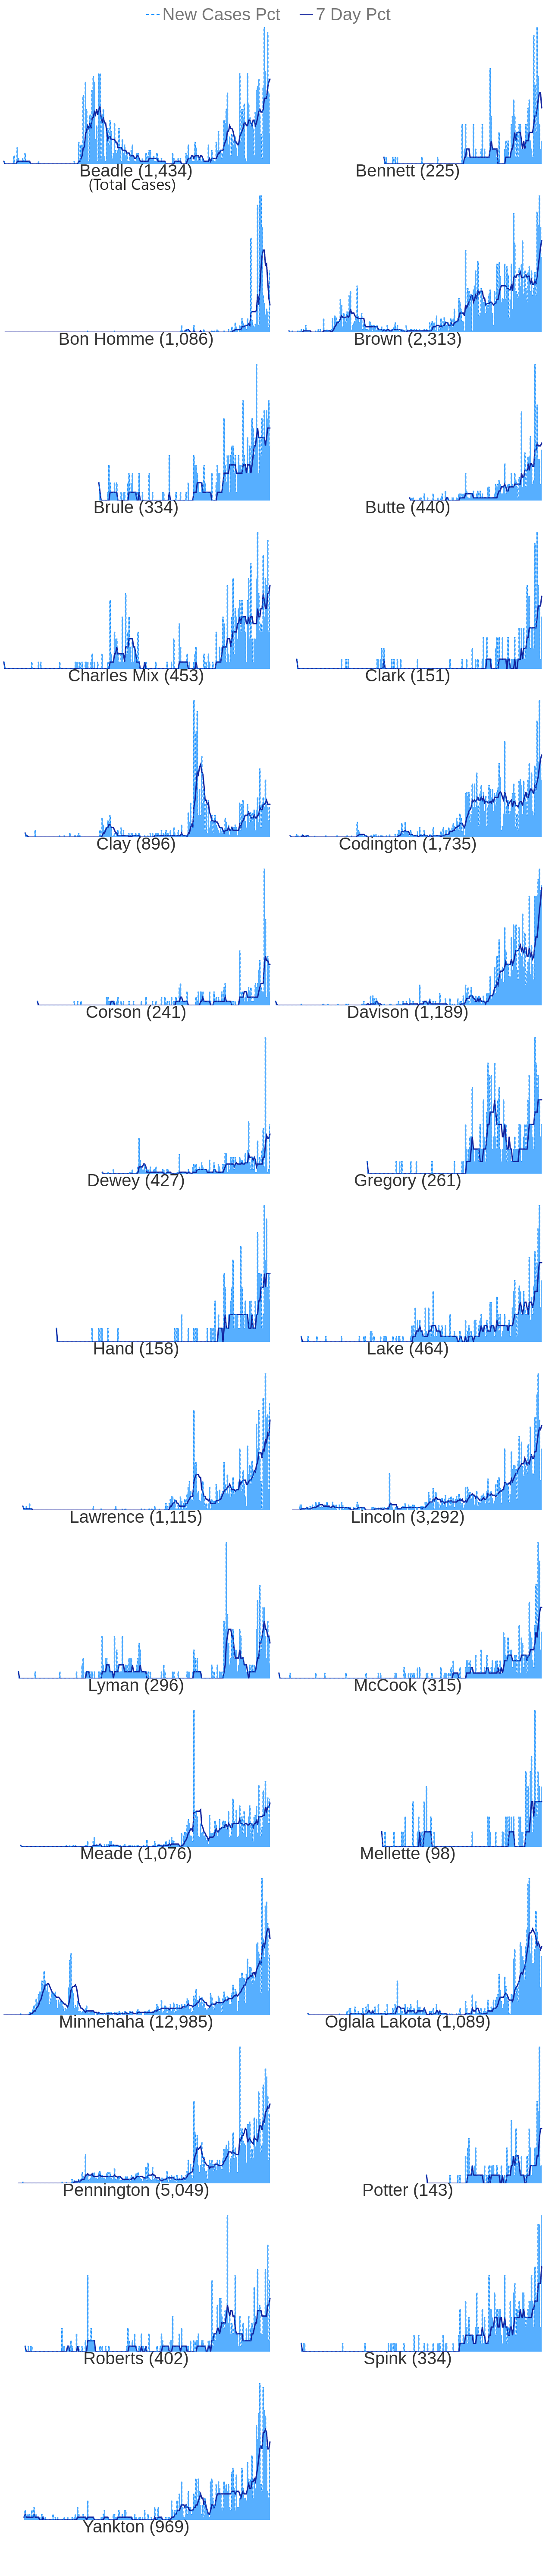 New Cases Pct 7 Day Pct
Beadle (1,434) Bennett (225)
(Total Cases)
Bon Homme (1,086) Brown (2,313)
Brule (334) Butte (440)
Charles Mix (453) Clark (151)
Clay (896) Codington (1,735)
Corson (241) Davison (1,189)
Dewey (427) Gregory (261)
Hand (158) Lake (464)
Lawrence (1,115) Lincoln (3,292)
Lyman (296) McCook (315)
Meade (1,076) Mellette (98)
Minnehaha (12,985) Oglala Lakota (1,089)
Pennington (5,049) Potter (143)
Roberts (402) Spink (334)
Yankton (969)